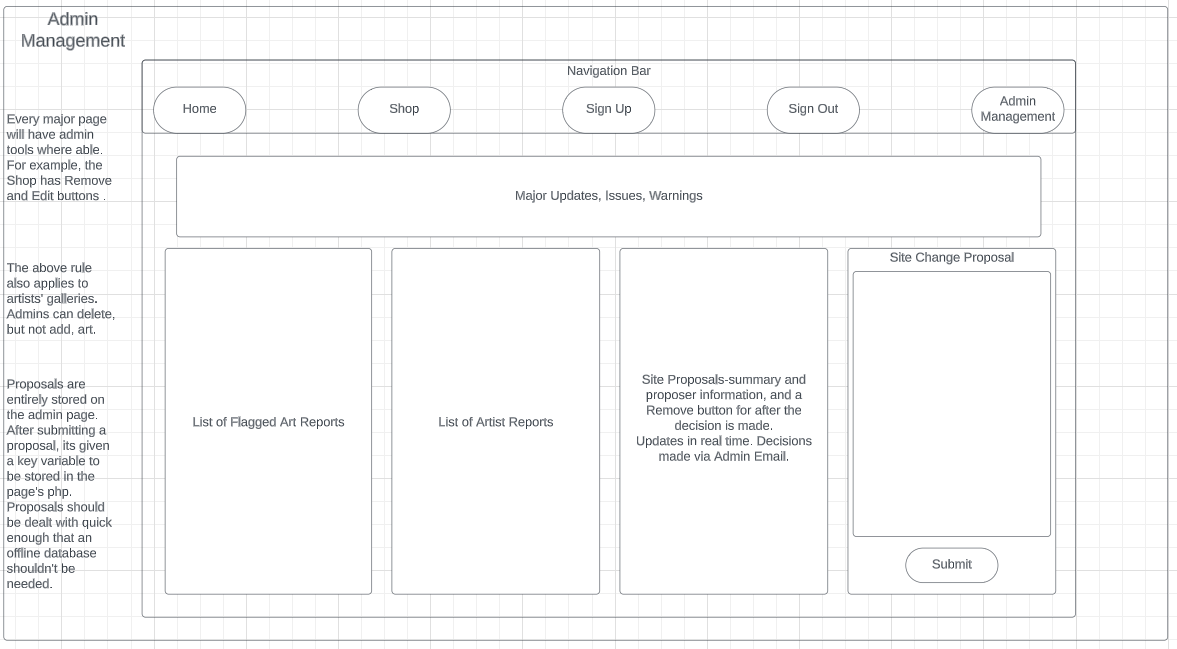 Admin
Management
Navigation Bar
Home
Shop
Sign Up
Sign Out
Admin
Management
Every major page
will have admin
tools where able.
For example, the
Shop has Remove
and Edit buttons .
Major Updates, Issues, Warnings
The above rule
also applies to
artists' galleries.
Admins can delete,
but not add, art.
Proposals are
entirely stored on
the admin page.
After submitting a
proposal, its given
a key variable to
be stored in the
page's php.
Proposals should
be dealt with quick
enough that an
offline database
shouldn't be
needed.
List of Flagged Art Reports
List of Artist Reports
Site Proposals-summary and
proposer information, and a
Remove button for after the
decision is made.
Updates in real time. Decisions
made via Admin Email.
Site Change Proposal
Submit